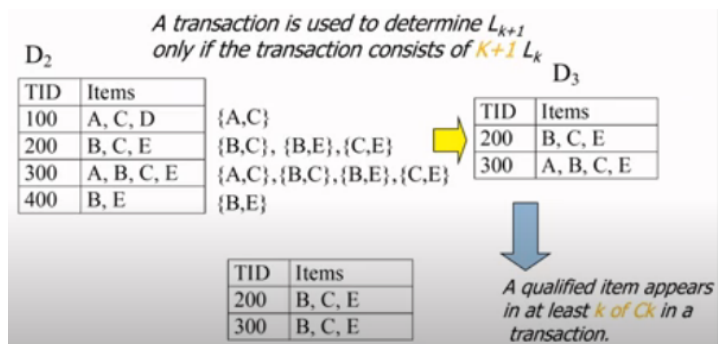 A transaction is used to determine Lk+1
only if the transaction consists of K+1 Lk
D2
TID Items
100 A, C, D {A,C}
200 B, C, E {B,C}, {B,E},{C,E}
300 A, B, C, E {A,C},{B,C},{B,E},{C,E}
400 B, E {B,E}
D3
TID Items
200 B, C, E
300 A, B, C, E
TID Items
200 B, C, E
300 B, C, E
A qualified item appears
in at least k of Ck in a
transaction.